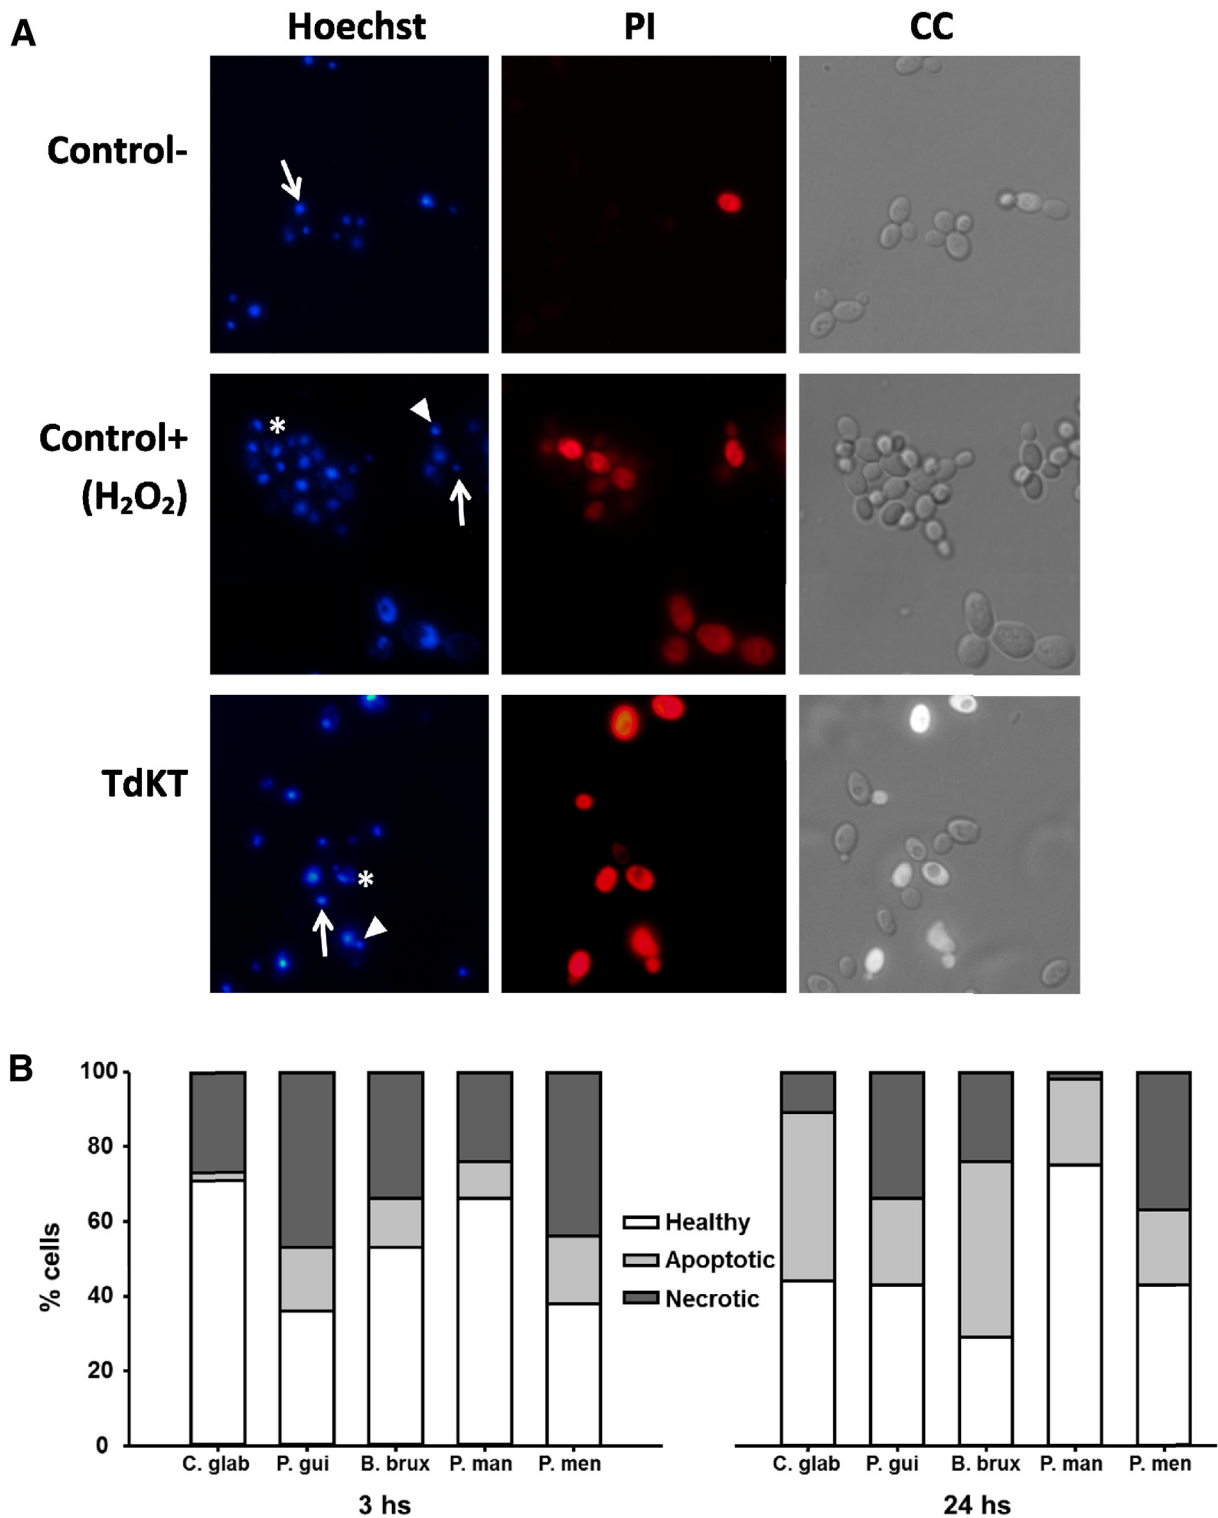 A
Hoechst
PI
CC
Control-
Control+
(H₂O₂)
*
TdKT
*
B
100
80
60
40
20
0
% cells
Healthy
Apoptotic
Necrotic
C. glab
P. gui
B. brux
P. man
P. men
C. glab
P. gui
B. brux
P. man
P. men
3 hs
24 hs